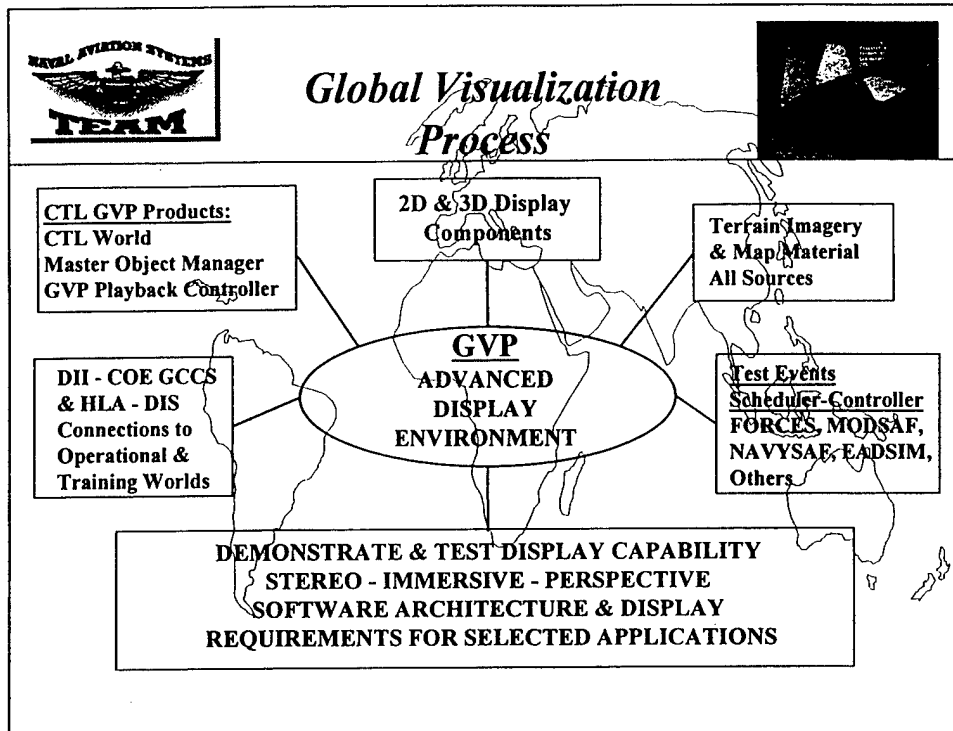 NAVAL AVIATION SYSTEMS
TEAM
Global Visualization
Process
CTL GVP Products:
CTL World
Master Object Manager
GVP Playback Controller
2D & 3D Display
Components
Terrain Imagery
& Map Material
All Sources
DII - COE GCCS
& HLA - DIS
Connections to
Operational &
Training Worlds
GVP
ADVANCED
DISPLAY
ENVIRONMENT
Test Events
Scheduler-Controller
FORCES, MODSAF,
NAVYSAF, EADSIM,
Others
DEMONSTRATE & TEST DISPLAY CAPABILITY
STEREO - IMMERSIVE - PERSPECTIVE
SOFTWARE ARCHITECTURE & DISPLAY
REQUIREMENTS FOR SELECTED APPLICATIONS